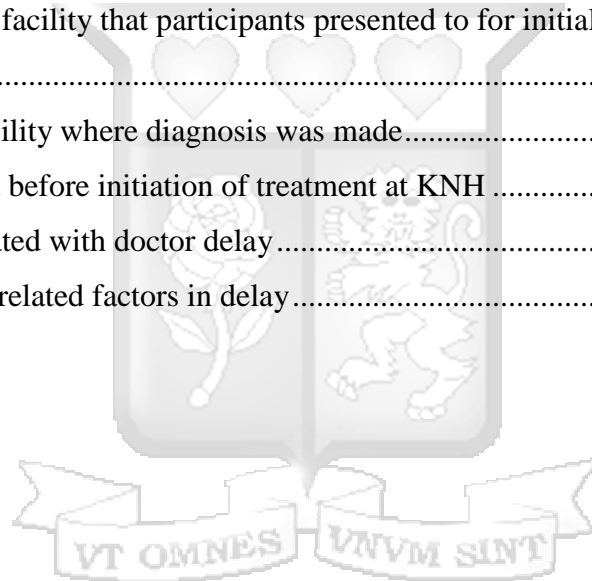 facility that participants presented to for initial
................................................................................
ility where diagnosis was made..........................
before initiation of treatment at KNH ................
ated with doctor delay........................................
related factors in delay.....................................
VT OMNES VNVM SINT